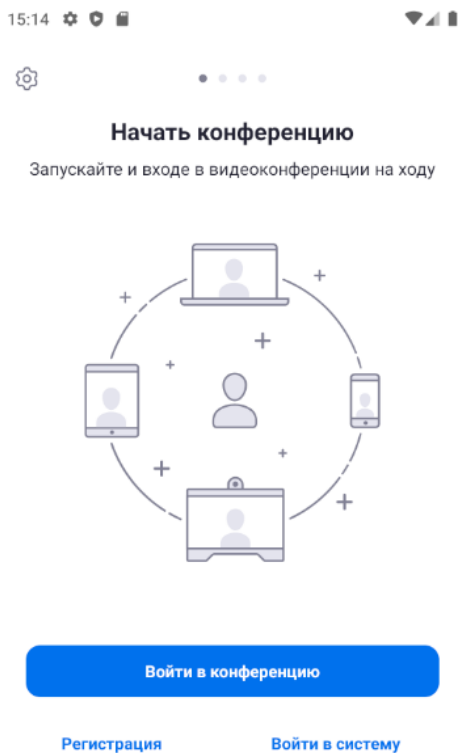 15:14
Начать конференцию
Запускайте и входе в видеоконференции на ходу
Войти в конференцию
Регистрация
Войти в систему